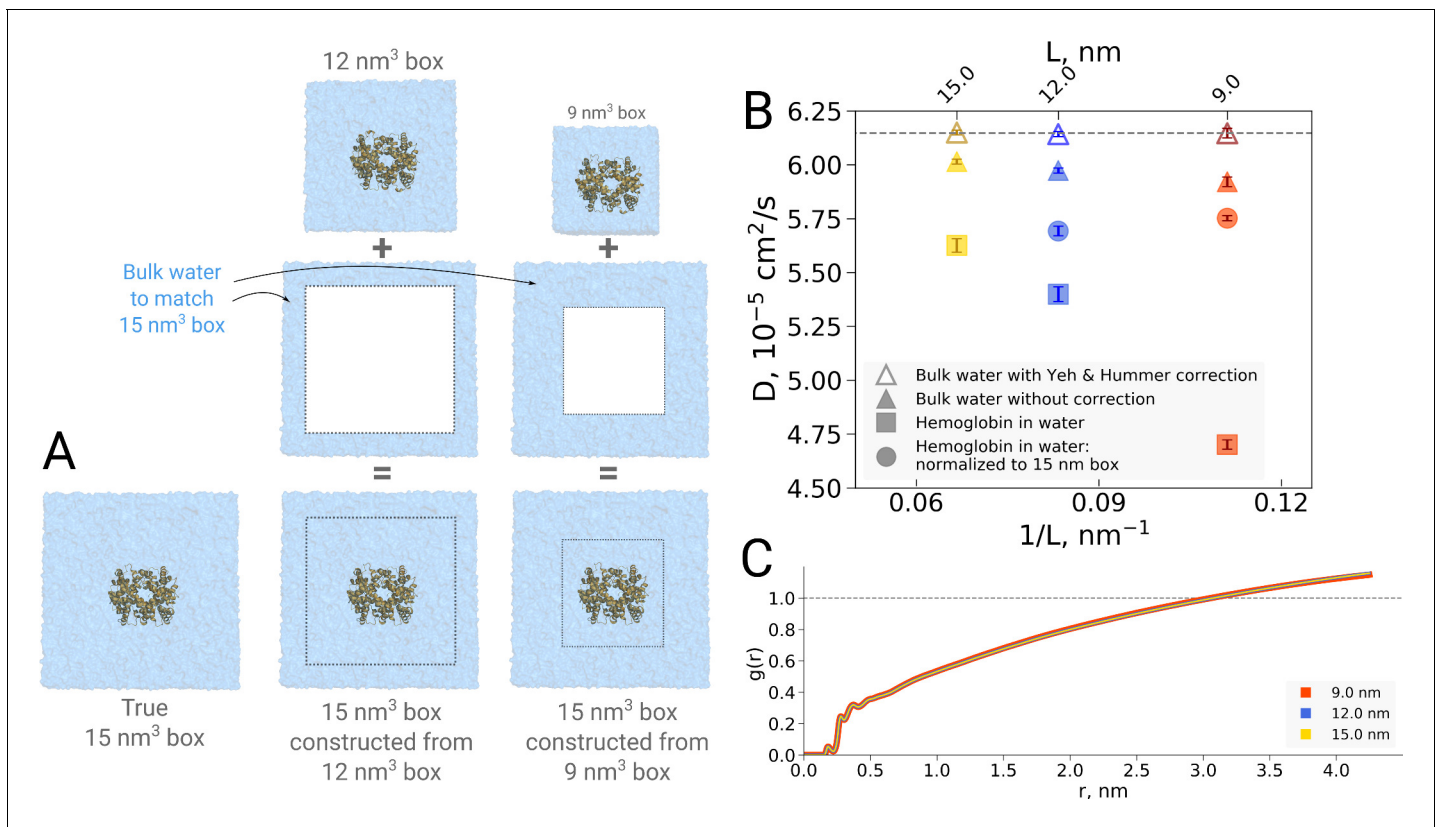 12 nm³ box
9 nm³ box
+
+
Bulk water
to match
15 nm³ box
=
=
A
True
15 nm³ box
15 nm³ box
constructed from
12 nm³ box
15 nm³ box
constructed from
9 nm³ box
B
L, nm
15.0
12.0
9.0
D, 10⁻⁵ cm²/s
6.25
6.00
5.75
5.50
5.25
5.00
4.75
4.50
Bulk water with Yeh & Hummer correction
Bulk water without correction
Hemoglobin in water
Hemoglobin in water:
normalized to 15 nm box
0.06
0.09
0.12
1/L, nm⁻¹
C
g(r)
1.0
0.8
0.6
0.4
0.2
0.0
9.0 nm
12.0 nm
15.0 nm
0.0
0.5
1.0
1.5
2.0
2.5
3.0
3.5
4.0
r, nm